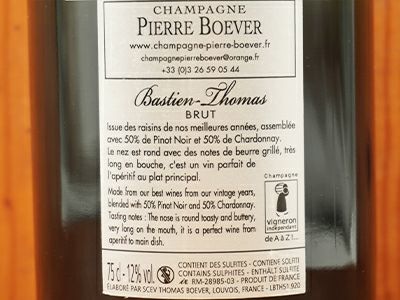 CHAMPAGNE
PIERRE BOEVER
www.champagne-pierre-boever.fr
champagnepierreboever@orange.fr
+33 (0)3 26 59 05 44
Bastien-Thomas
BRUT
Issue des raisins de nos meilleures années, assemblée
avec 50% de Pinot Noir et 50% de Chardonnay.
Le nez est rond avec des notes de beurre grillé, très
long en bouche, c'est un vin parfait de
l'apéritif au plat principal.
Made from our best wines from our vintage years,
blended with 50% Pinot Noir and 50% Chardonnay.
Tasting notes : The nose is round toasty and buttery,
very long on the mouth, it is a perfect wine from
aperitif to main dish.
Champagne
vigneron
indépendant
de A à Z !...
75 cl - 12% vol.
CONTIENT DES SULFITES - CONTIENE SOLFITI
CONTAINS SULPHITES - ENTHÄLT SULFITE
RM-28985-03 - PRODUCT OF FRANCE
ÉLABORÉ PAR SCEV THOMAS BOEVER, LOUVOIS, FRANCE - LBTH51.920